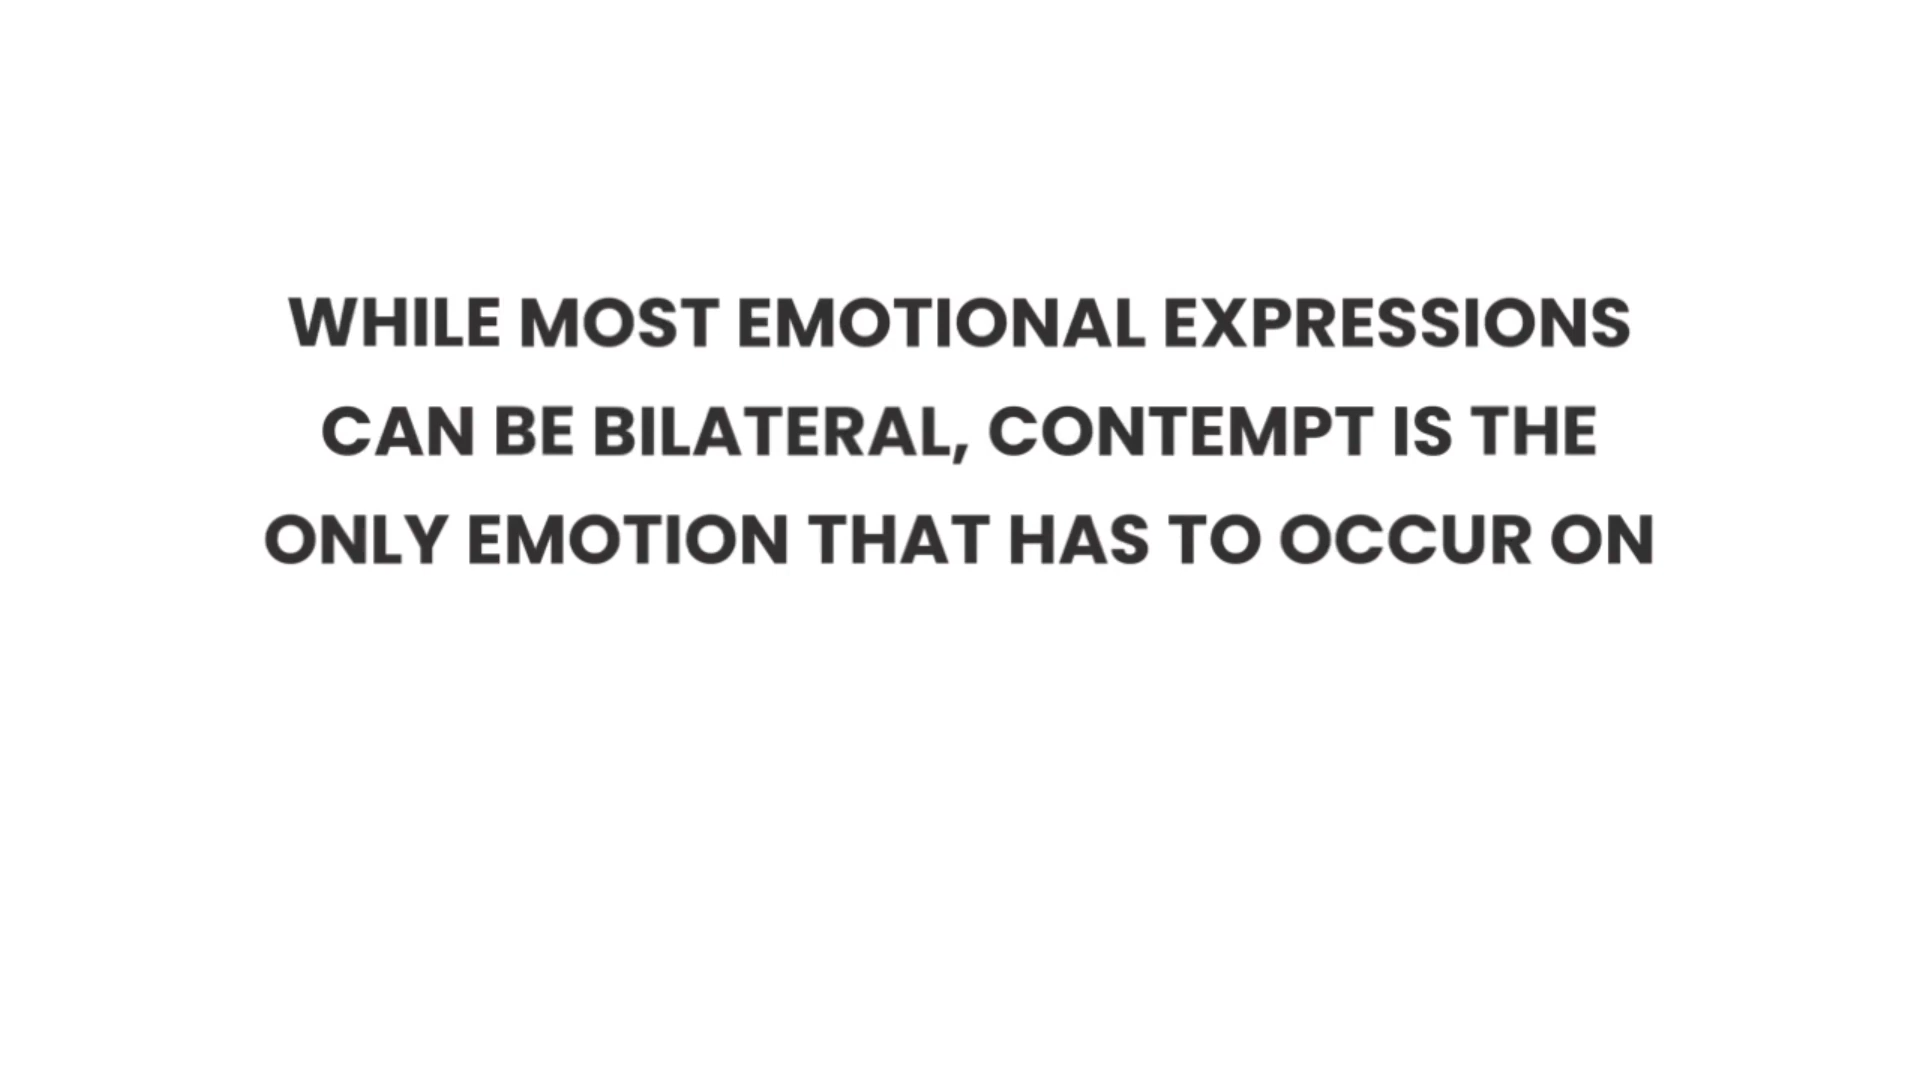 WHILE MOST EMOTIONAL EXPRESSIONS
CAN BE BILATERAL, CONTEMPT IS THE
ONLY EMOTION THAT HAS TO OCCUR ON